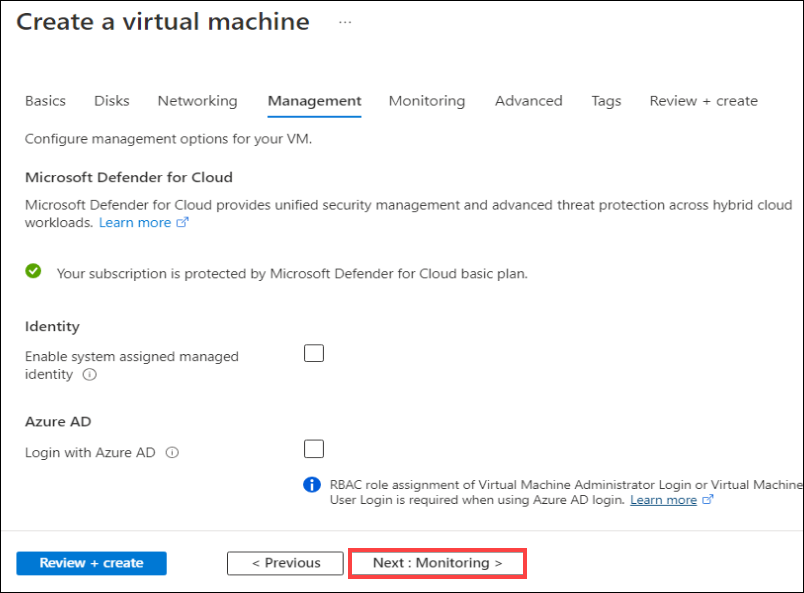 Create a virtual machine ...
Basics Disks Networking Management Monitoring Advanced Tags Review + create
Configure management options for your VM.
Microsoft Defender for Cloud
Microsoft Defender for Cloud provides unified security management and advanced threat protection across hybrid cloud
workloads. Learn more
Your subscription is protected by Microsoft Defender for Cloud basic plan.
Identity
Enable system assigned managed
identity
Azure AD
Login with Azure AD
RBAC role assignment of Virtual Machine Administrator Login or Virtual Machine
User Login is required when using Azure AD login. Learn more
Review + create < Previous Next : Monitoring >